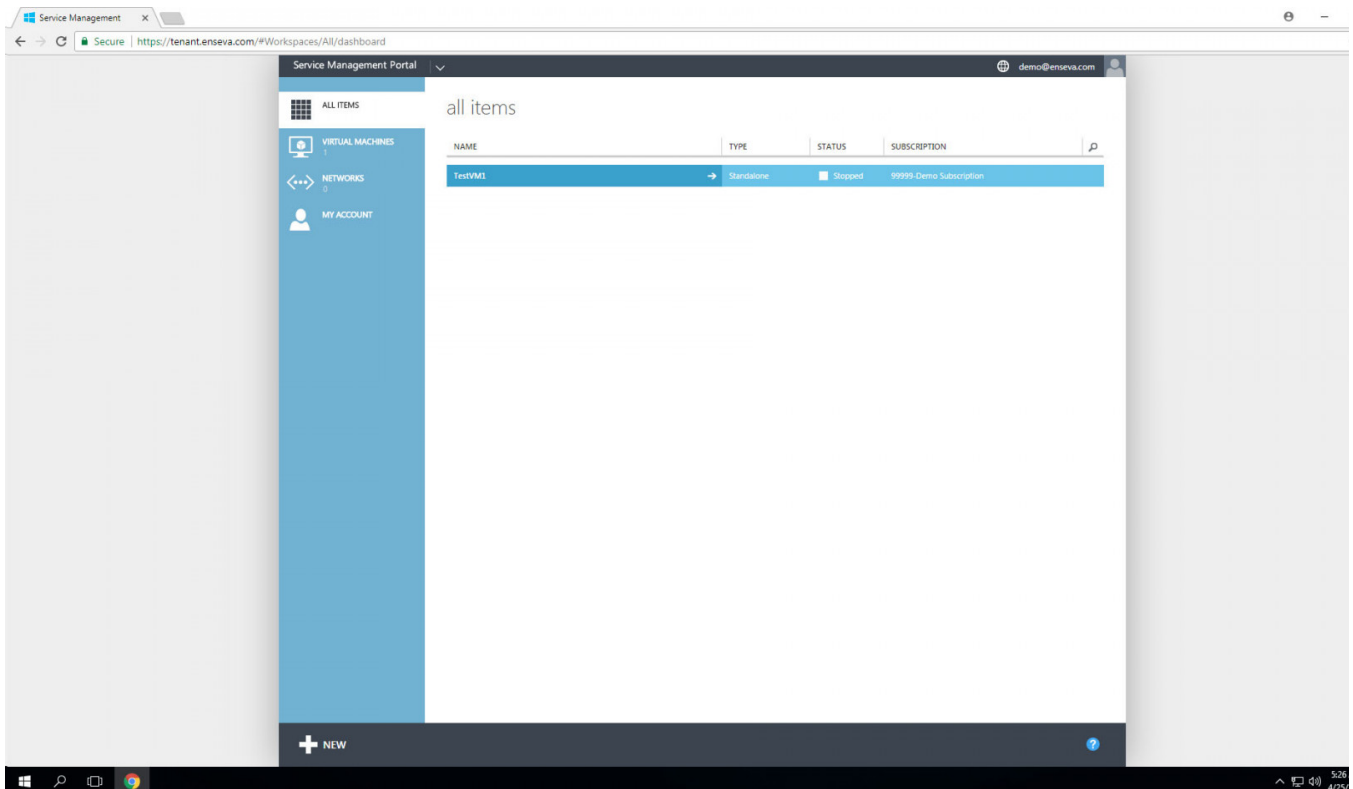 Service Management
Secure | https://tenant.enseva.com/#Workspaces/All/dashboard
Service Management Portal
demo@enseva.com
ALL ITEMS
VIRTUAL MACHINES
1
NETWORKS
0
MY ACCOUNT
all items
NAME TYPE STATUS SUBSCRIPTION
TestVM1 Standalone Stopped 99999-Demo Subscription
NEW
?
5:26
4/25/